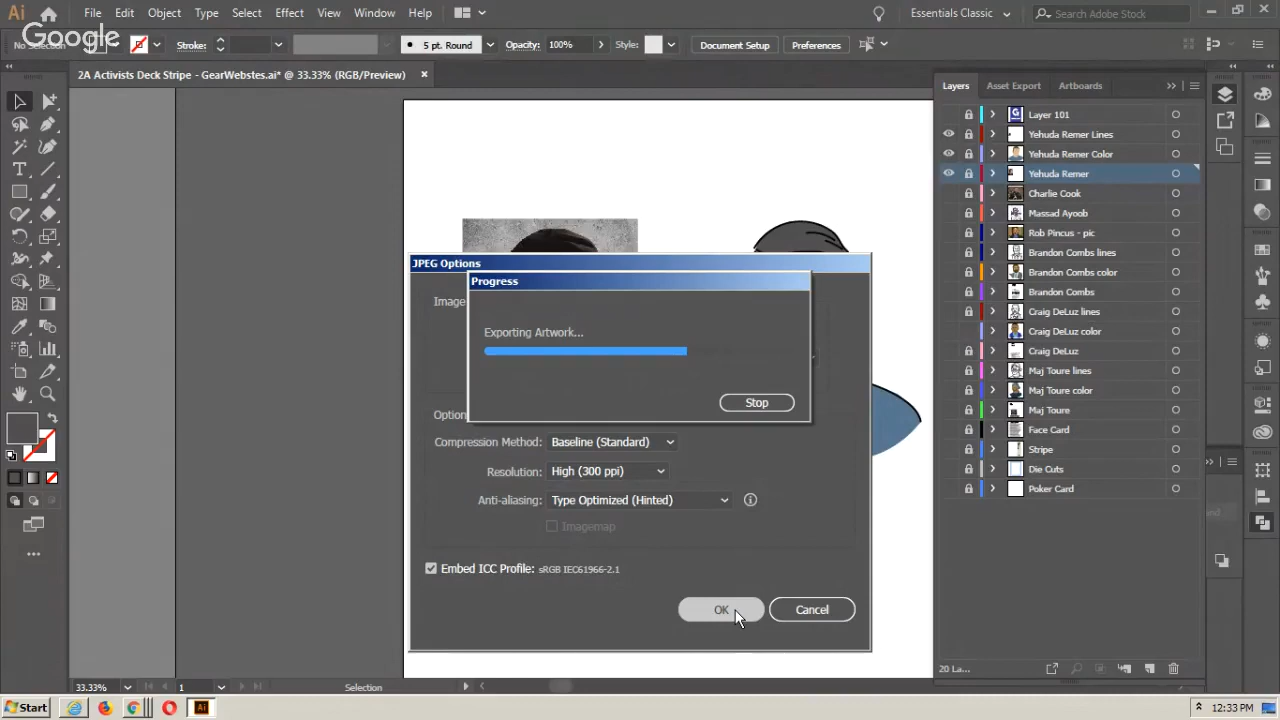 Ai File Edit Object Type Select Effect View Window Help Essentials Classic Search Adobe Stock
Google
No Selection Stroke: 5 pt. Round Opacity: 100% Style: Document Setup Preferences
2A Activists Deck Stripe - GearWebstes.ai* @ 33.33% (RGB/Preview)
Layers Asset Export Artboards
Layer 101
Yehuda Remer Lines
Yehuda Remer Color
Yehuda Remer
Charlie Cook
Massad Ayoob
Rob Pincus - pic
Brandon Combs lines
Brandon Combs color
Brandon Combs
Craig DeLuz lines
Craig DeLuz color
Craig DeLuz
Maj Toure lines
Maj Toure color
Maj Toure
Face Card
Stripe
Die Cuts
Poker Card
20 La...
JPEG Options
Progress
Image
Exporting Artwork...
Stop
Option
Compression Method: Baseline (Standard)
Resolution: High (300 ppi)
Anti-aliasing: Type Optimized (Hinted)
Imagemap
Embed ICC Profile: sRGB IEC61966-2.1
OK Cancel
33.33% 1 Selection
Start Ai 12:33 PM